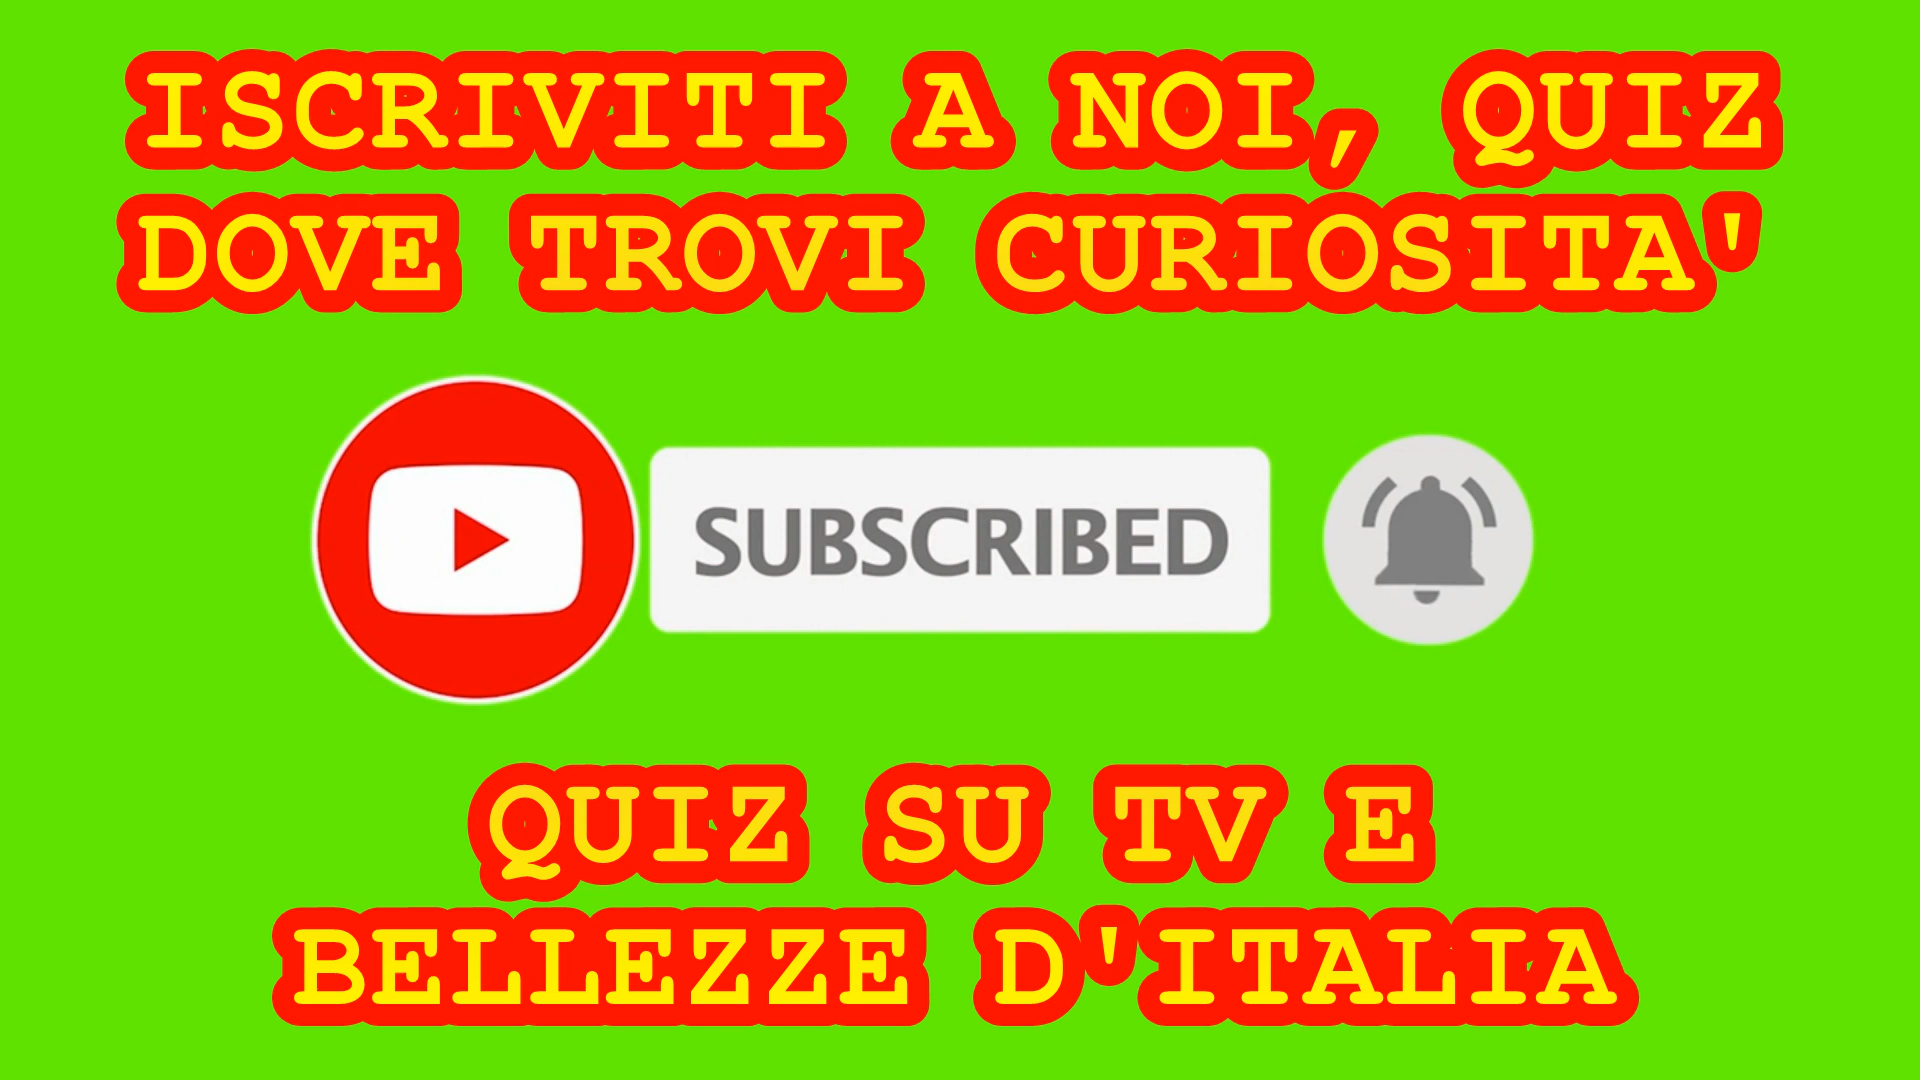 ISCRIVITI A NOI, QUIZ
DOVE TROVI CURIOSITA'
SUBSCRIBED
QUIZ SU TV E
BELLEZZE D'ITALIA